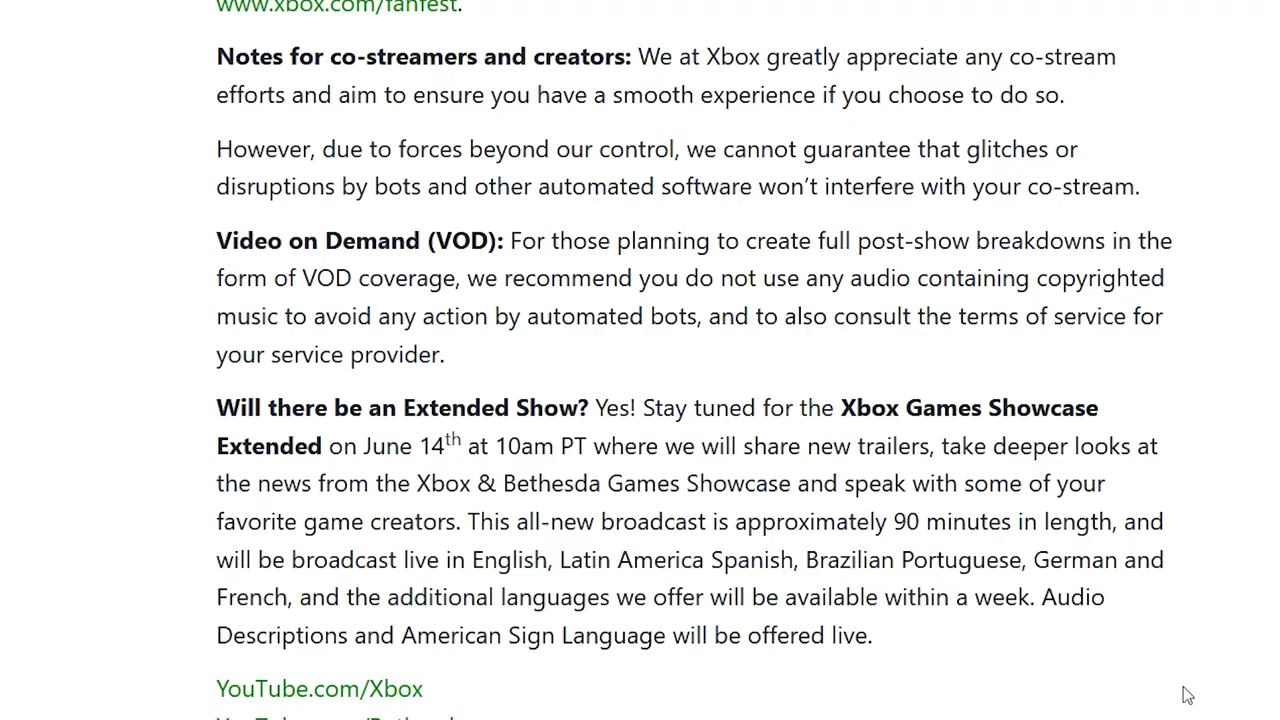 www.xbox.com/fanfest.
Notes for co-streamers and creators: We at Xbox greatly appreciate any co-stream
efforts and aim to ensure you have a smooth experience if you choose to do so.
However, due to forces beyond our control, we cannot guarantee that glitches or
disruptions by bots and other automated software won’t interfere with your co-stream.
Video on Demand (VOD): For those planning to create full post-show breakdowns in the
form of VOD coverage, we recommend you do not use any audio containing copyrighted
music to avoid any action by automated bots, and to also consult the terms of service for
your service provider.
Will there be an Extended Show? Yes! Stay tuned for the Xbox Games Showcase
Extended on June 14th at 10am PT where we will share new trailers, take deeper looks at
the news from the Xbox & Bethesda Games Showcase and speak with some of your
favorite game creators. This all-new broadcast is approximately 90 minutes in length, and
will be broadcast live in English, Latin America Spanish, Brazilian Portuguese, German and
French, and the additional languages we offer will be available within a week. Audio
Descriptions and American Sign Language will be offered live.
YouTube.com/Xbox